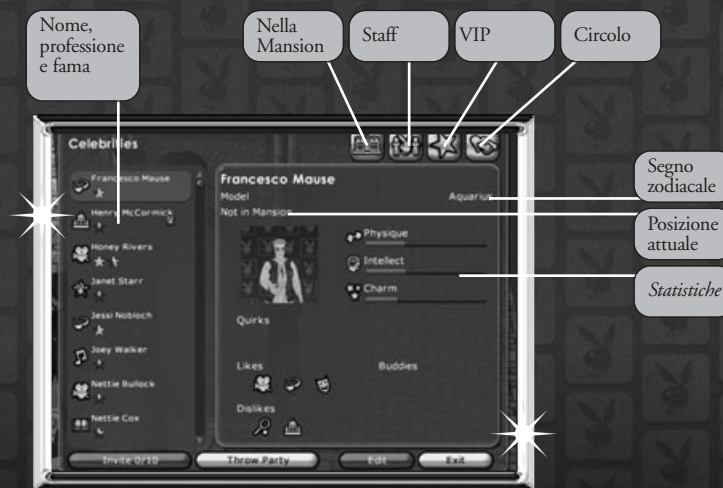 Nome,
professione
e fama
Nella
Mansion
Staff
VIP
Circolo
Celebrities
Francesco Mause
Henry McCormick
Honey Rivers
Janet Starr
Jessi Nobloch
Joey Walker
Nettie Bullock
Nettie Cox
Francesco Mause
Model
Aquarius
Not in Mansion
Physique
Intellect
Charm
Quirks
Likes
Buddies
Dislikes
Invite 0/10
Throw Party
Edit
Exit
Segno
zodiacale
Posizione
attuale
Statistiche